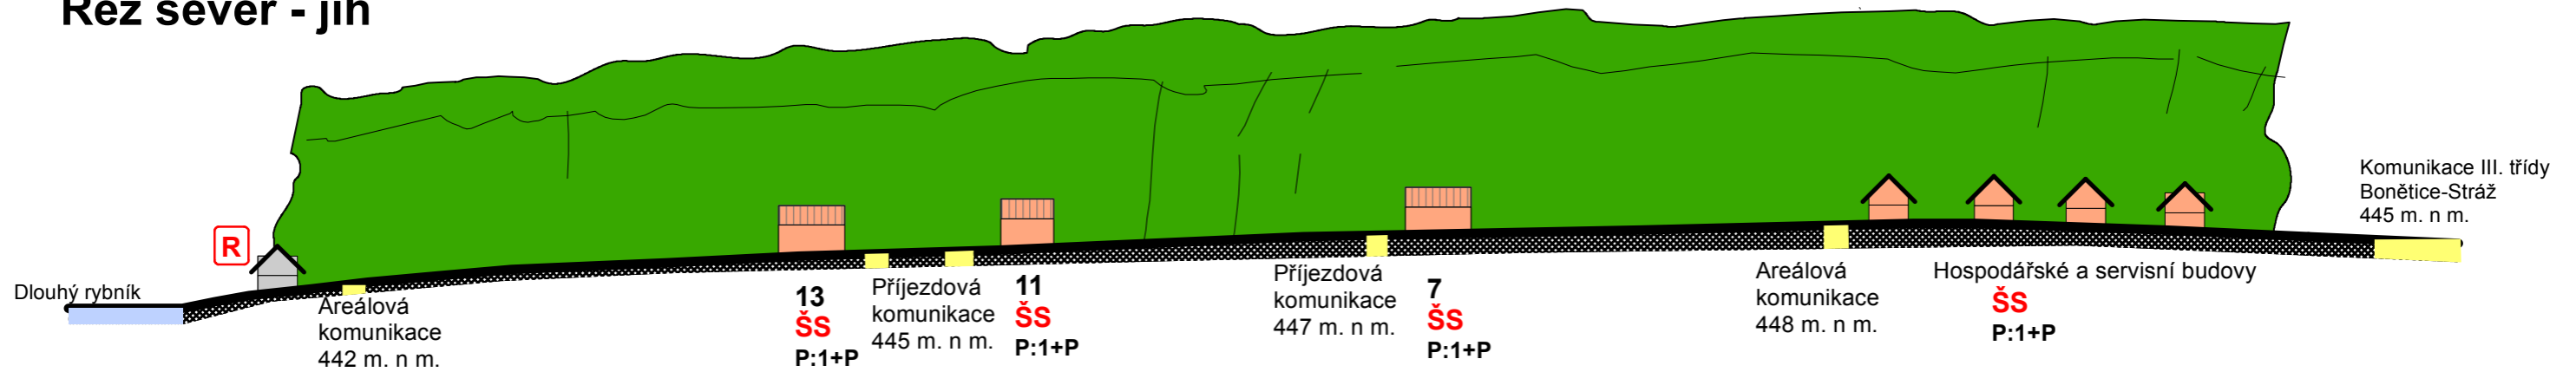 Řez sever - jih
R
Dlouhý rybník
Areálová
komunikace
442 m. n m.
13
ŠS
P:1+P
Příjezdová
komunikace
445 m. n m.
11
ŠS
P:1+P
Příjezdová
komunikace
447 m. n m.
7
ŠS
P:1+P
Areálová
komunikace
448 m. n m.
Hospodářské a servisní budovy
ŠS
P:1+P
Komunikace III. třídy
Bonětice-Stráž
445 m. n m.